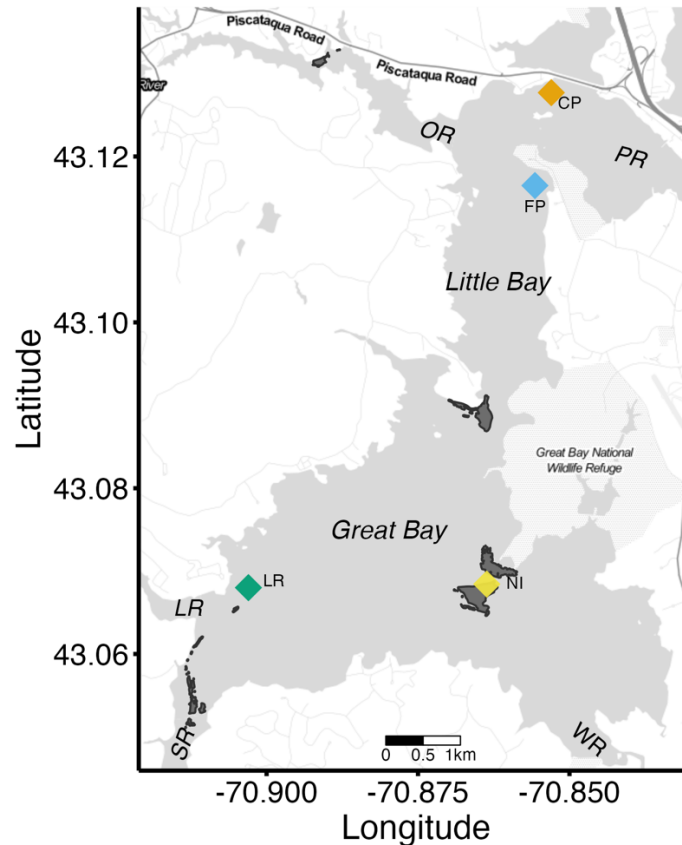 Piscataqua Road
Piscataqua Road
River
CP
OR
PR
43.12
FP
Little Bay
43.10
Latitude
Great Bay National
Wildlife Refuge
43.08
Great Bay
LR
NI
LR
43.06
SR
WR
0 0.5 1km
-70.900 -70.875 -70.850
Longitude